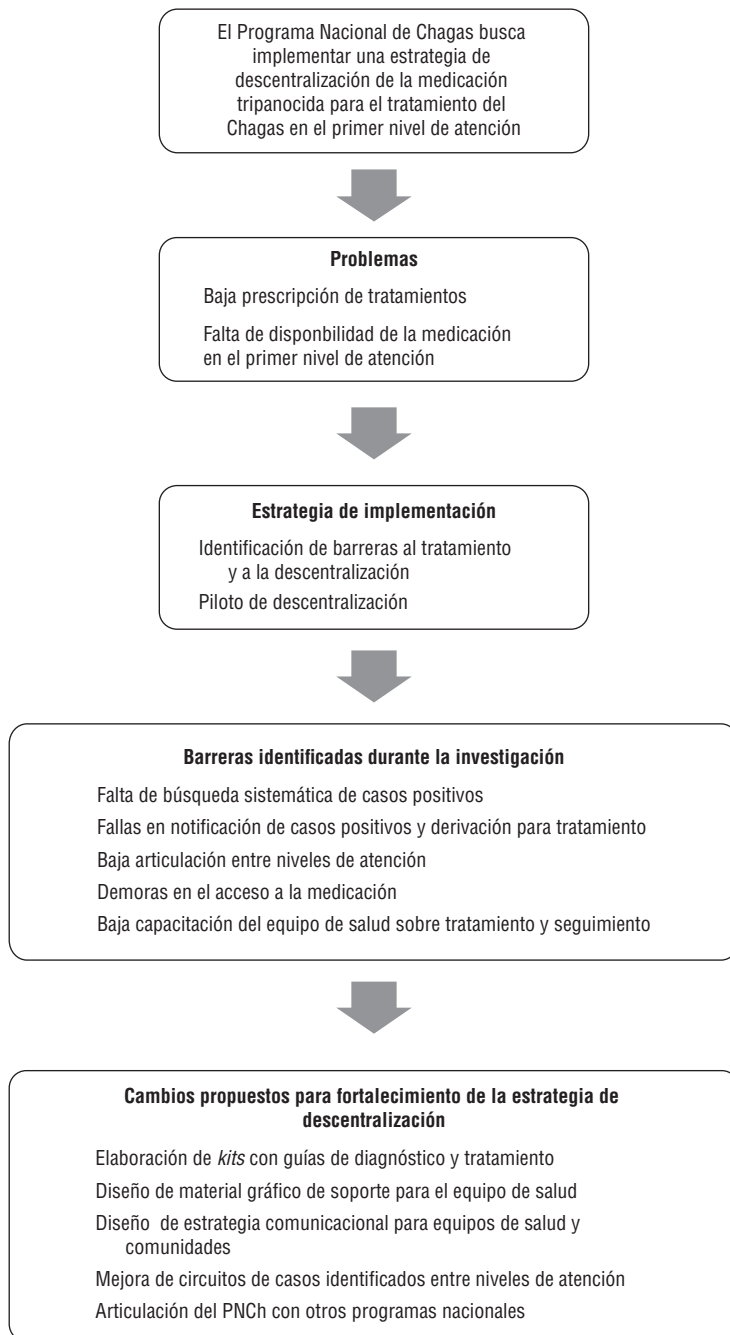 El Programa Nacional de Chagas busca
implementar una estrategia de
descentralización de la medicación
tripanocida para el tratamiento del
Chagas en el primer nivel de atención
Problemas
Baja prescripción de tratamientos
Falta de disponbilidad de la medicación
en el primer nivel de atención
Estrategia de implementación
Identificación de barreras al tratamiento
y a la descentralización
Piloto de descentralización
Barreras identificadas durante la investigación
Falta de búsqueda sistemática de casos positivos
Fallas en notificación de casos positivos y derivación para tratamiento
Baja articulación entre niveles de atención
Demoras en el acceso a la medicación
Baja capacitación del equipo de salud sobre tratamiento y seguimiento
Cambios propuestos para fortalecimiento de la estrategia de
descentralización
Elaboración de kits con guías de diagnóstico y tratamiento
Diseño de material gráfico de soporte para el equipo de salud
Diseño de estrategia comunicacional para equipos de salud y
comunidades
Mejora de circuitos de casos identificados entre niveles de atención
Articulación del PNCh con otros programas nacionales